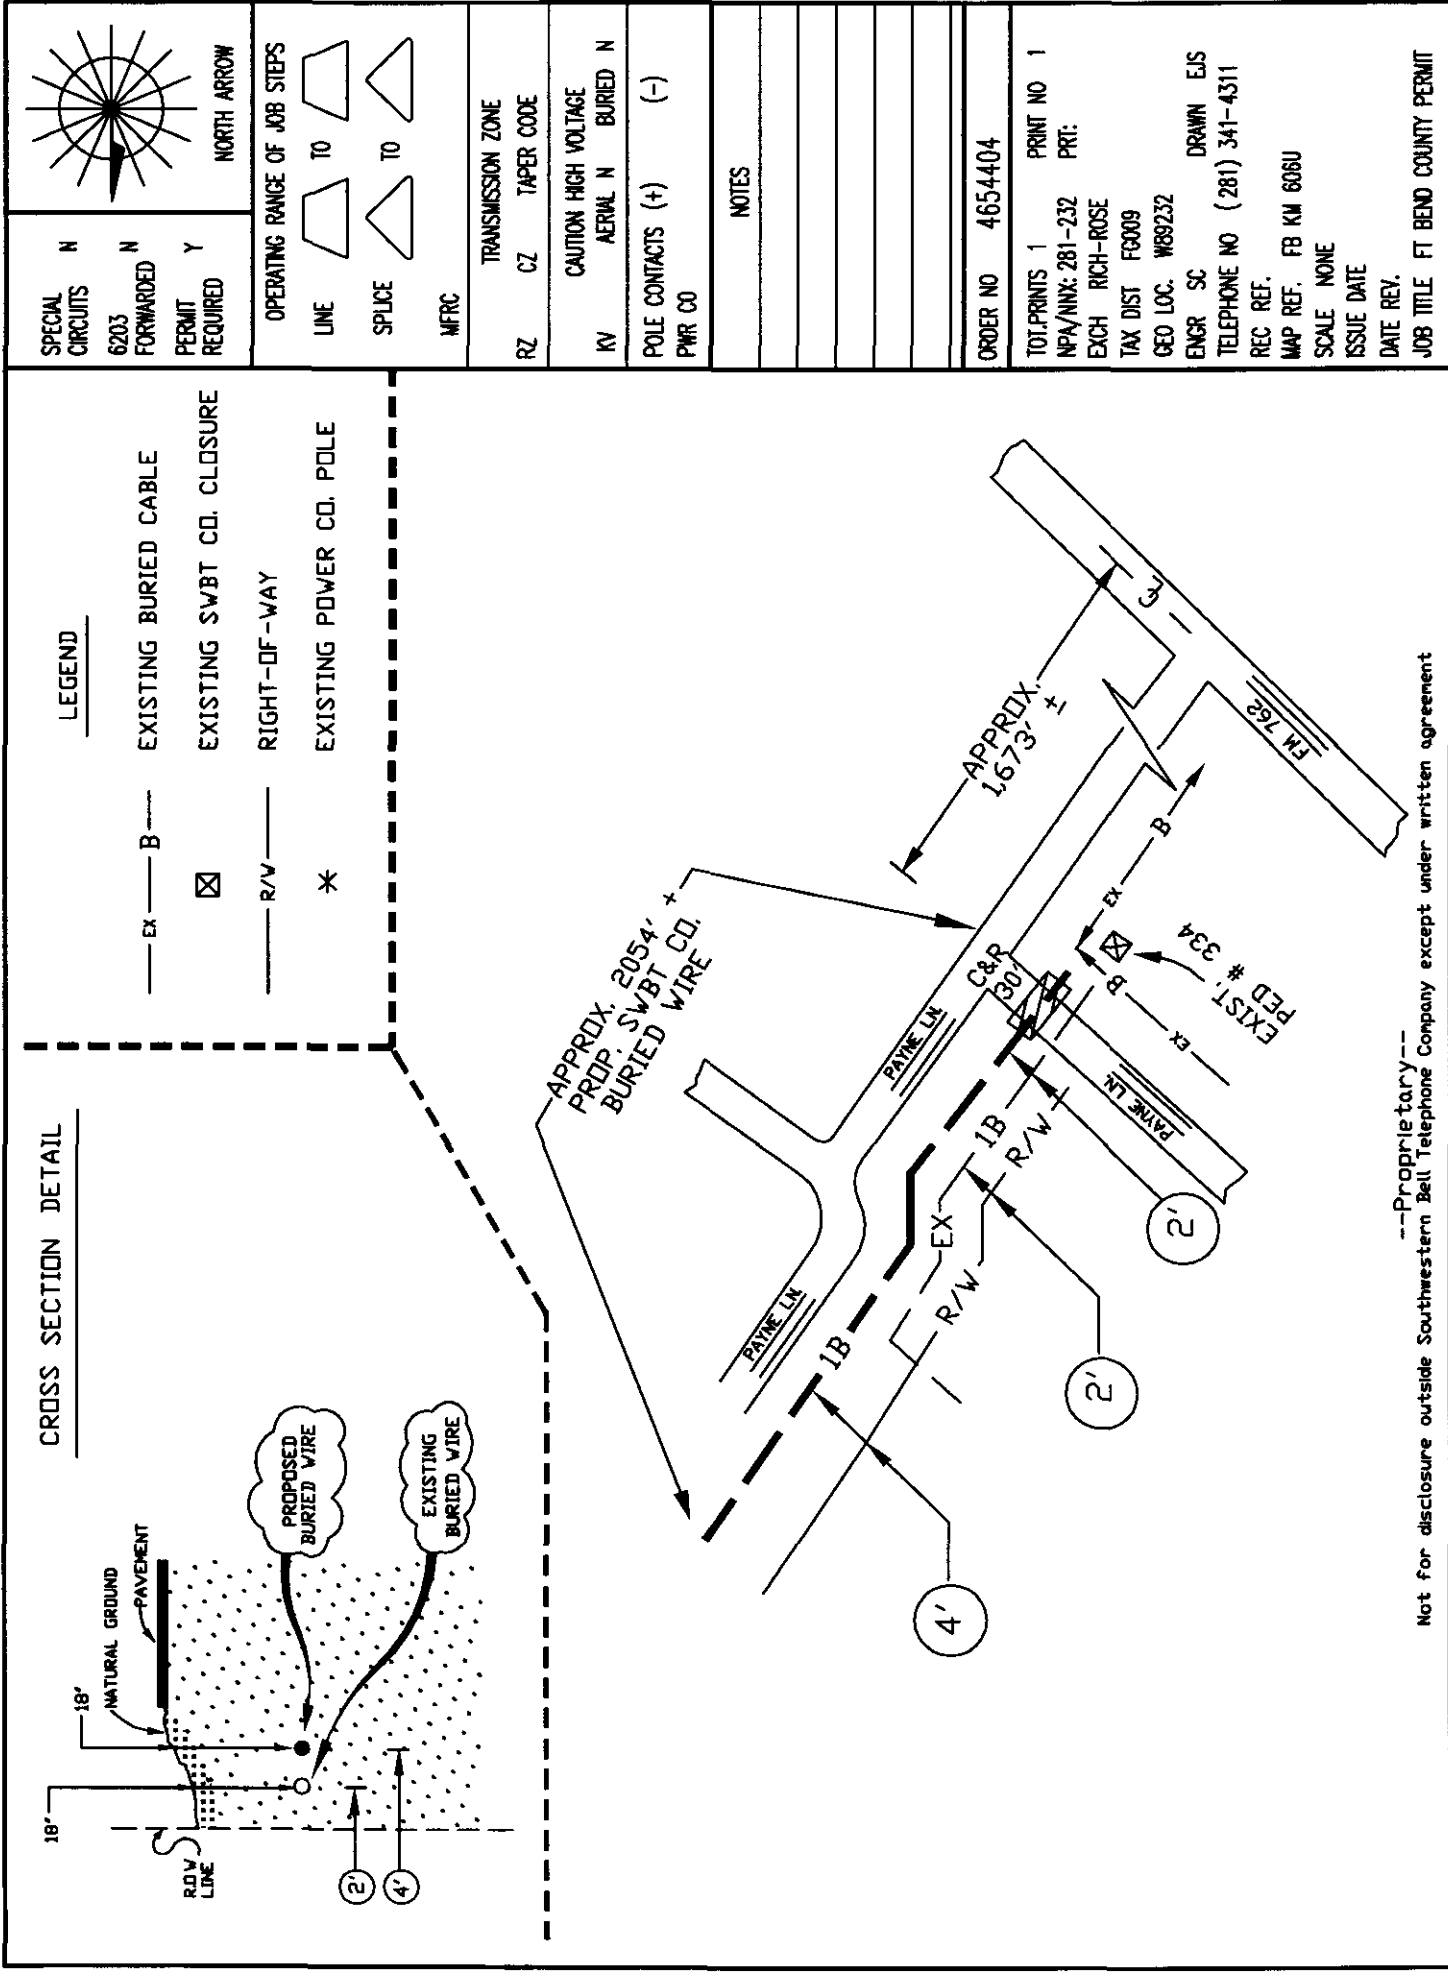 CROSS SECTION DETAIL
18"
18"
NATURAL GROUND
PAVEMENT
R.O.W.
LINE
2'
4'
PROPOSED
BURIED WIRE
EXISTING
BURIED WIRE
LEGEND
EX B EXISTING BURIED CABLE
EXISTING SWBT CO. CLOSURE
R/W RIGHT-OF-WAY
EXISTING POWER CO. POLE
APPROX. 2054' +
PROP. SWBT CO.
BURIED WIRE
APPROX.
1,673' ±
PAYNE LN.
PAYNE LN.
PAYNE LN.
C&R
30'
1B
EX
1B
R/W
R/W
EX
B
EX
B
EXIST.
PED # 334
FM 762
4'
2'
2'
--Proprietary--
Not for disclosure outside Southwestern Bell Telephone Company except under written agreement
SPECIAL
CIRCUITS N
6203 N
FORWARDED
PERMIT Y
REQUIRED
NORTH ARROW
OPERATING RANGE OF JOB STEPS
LINE TO
SPLICE TO
MFRC
TRANSMISSION ZONE
RZ CZ TAPER CODE
CAUTION HIGH VOLTAGE
KV AERIAL N BURIED N
POLE CONTACTS (+) (-)
PWR CO
NOTES
ORDER NO 4654404
TOT.PRINTS 1 PRINT NO 1
NPA/NNX: 281-232 PRT:
EXCH RICH-ROSE
TAX DIST FG009
GEO LOC. WB9232
ENGR SC DRAWN EJS
TELEPHONE NO (281) 341-4311
REC REF.
MAP REF. FB KM 606U
SCALE NONE
ISSUE DATE
DATE REV.
JOB TITLE FT BEND COUNTY PERMIT